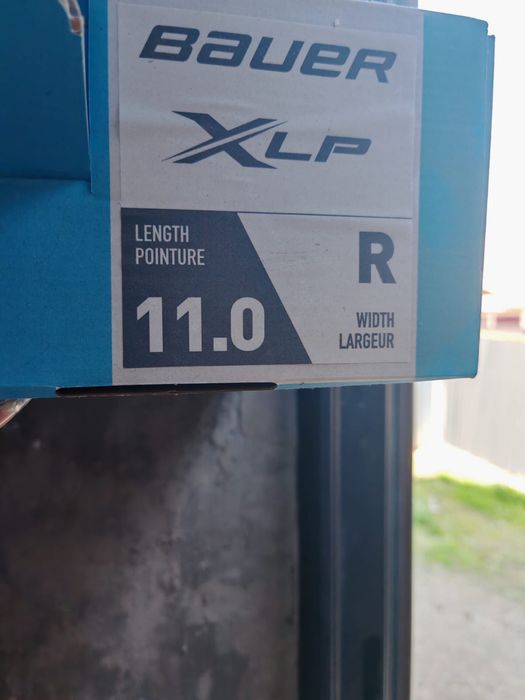 BAUER
XLP
LENGTH
POINTURE
11.0
R
WIDTH
LARGEUR